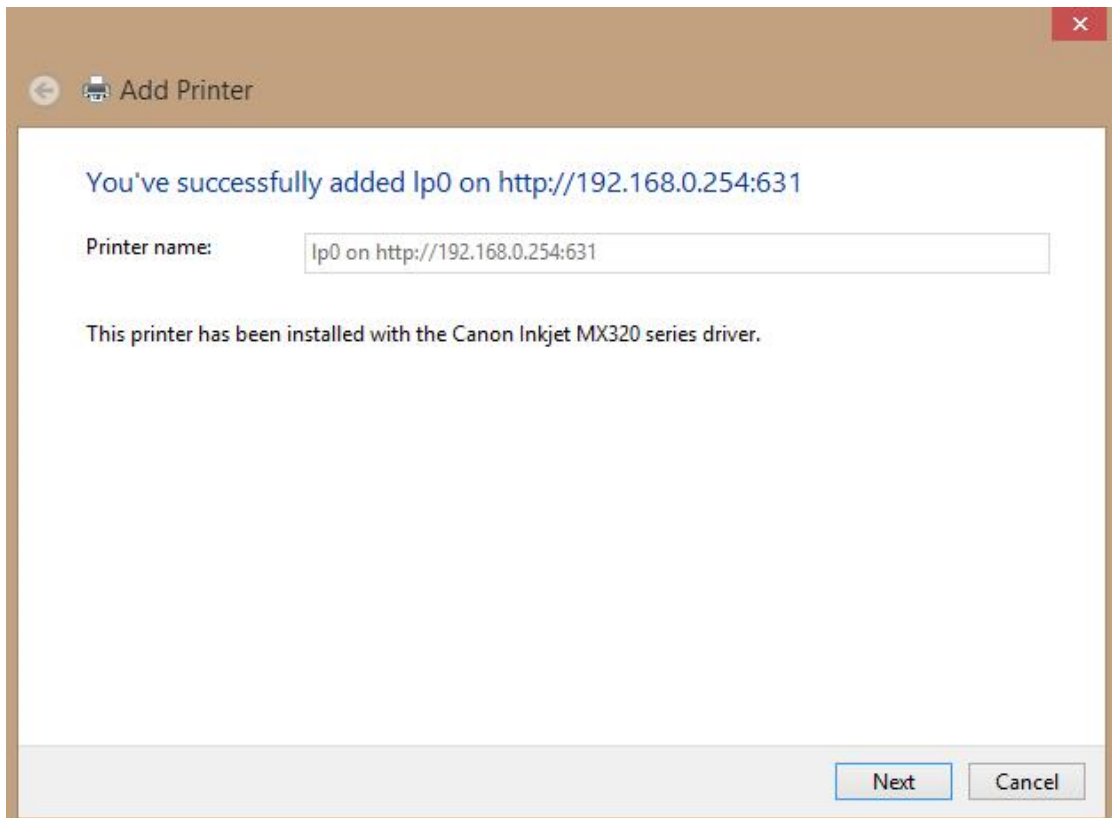 Add Printer
You've successfully added lp0 on http://192.168.0.254:631
Printer name: lp0 on http://192.168.0.254:631
This printer has been installed with the Canon Inkjet MX320 series driver.
Next Cancel